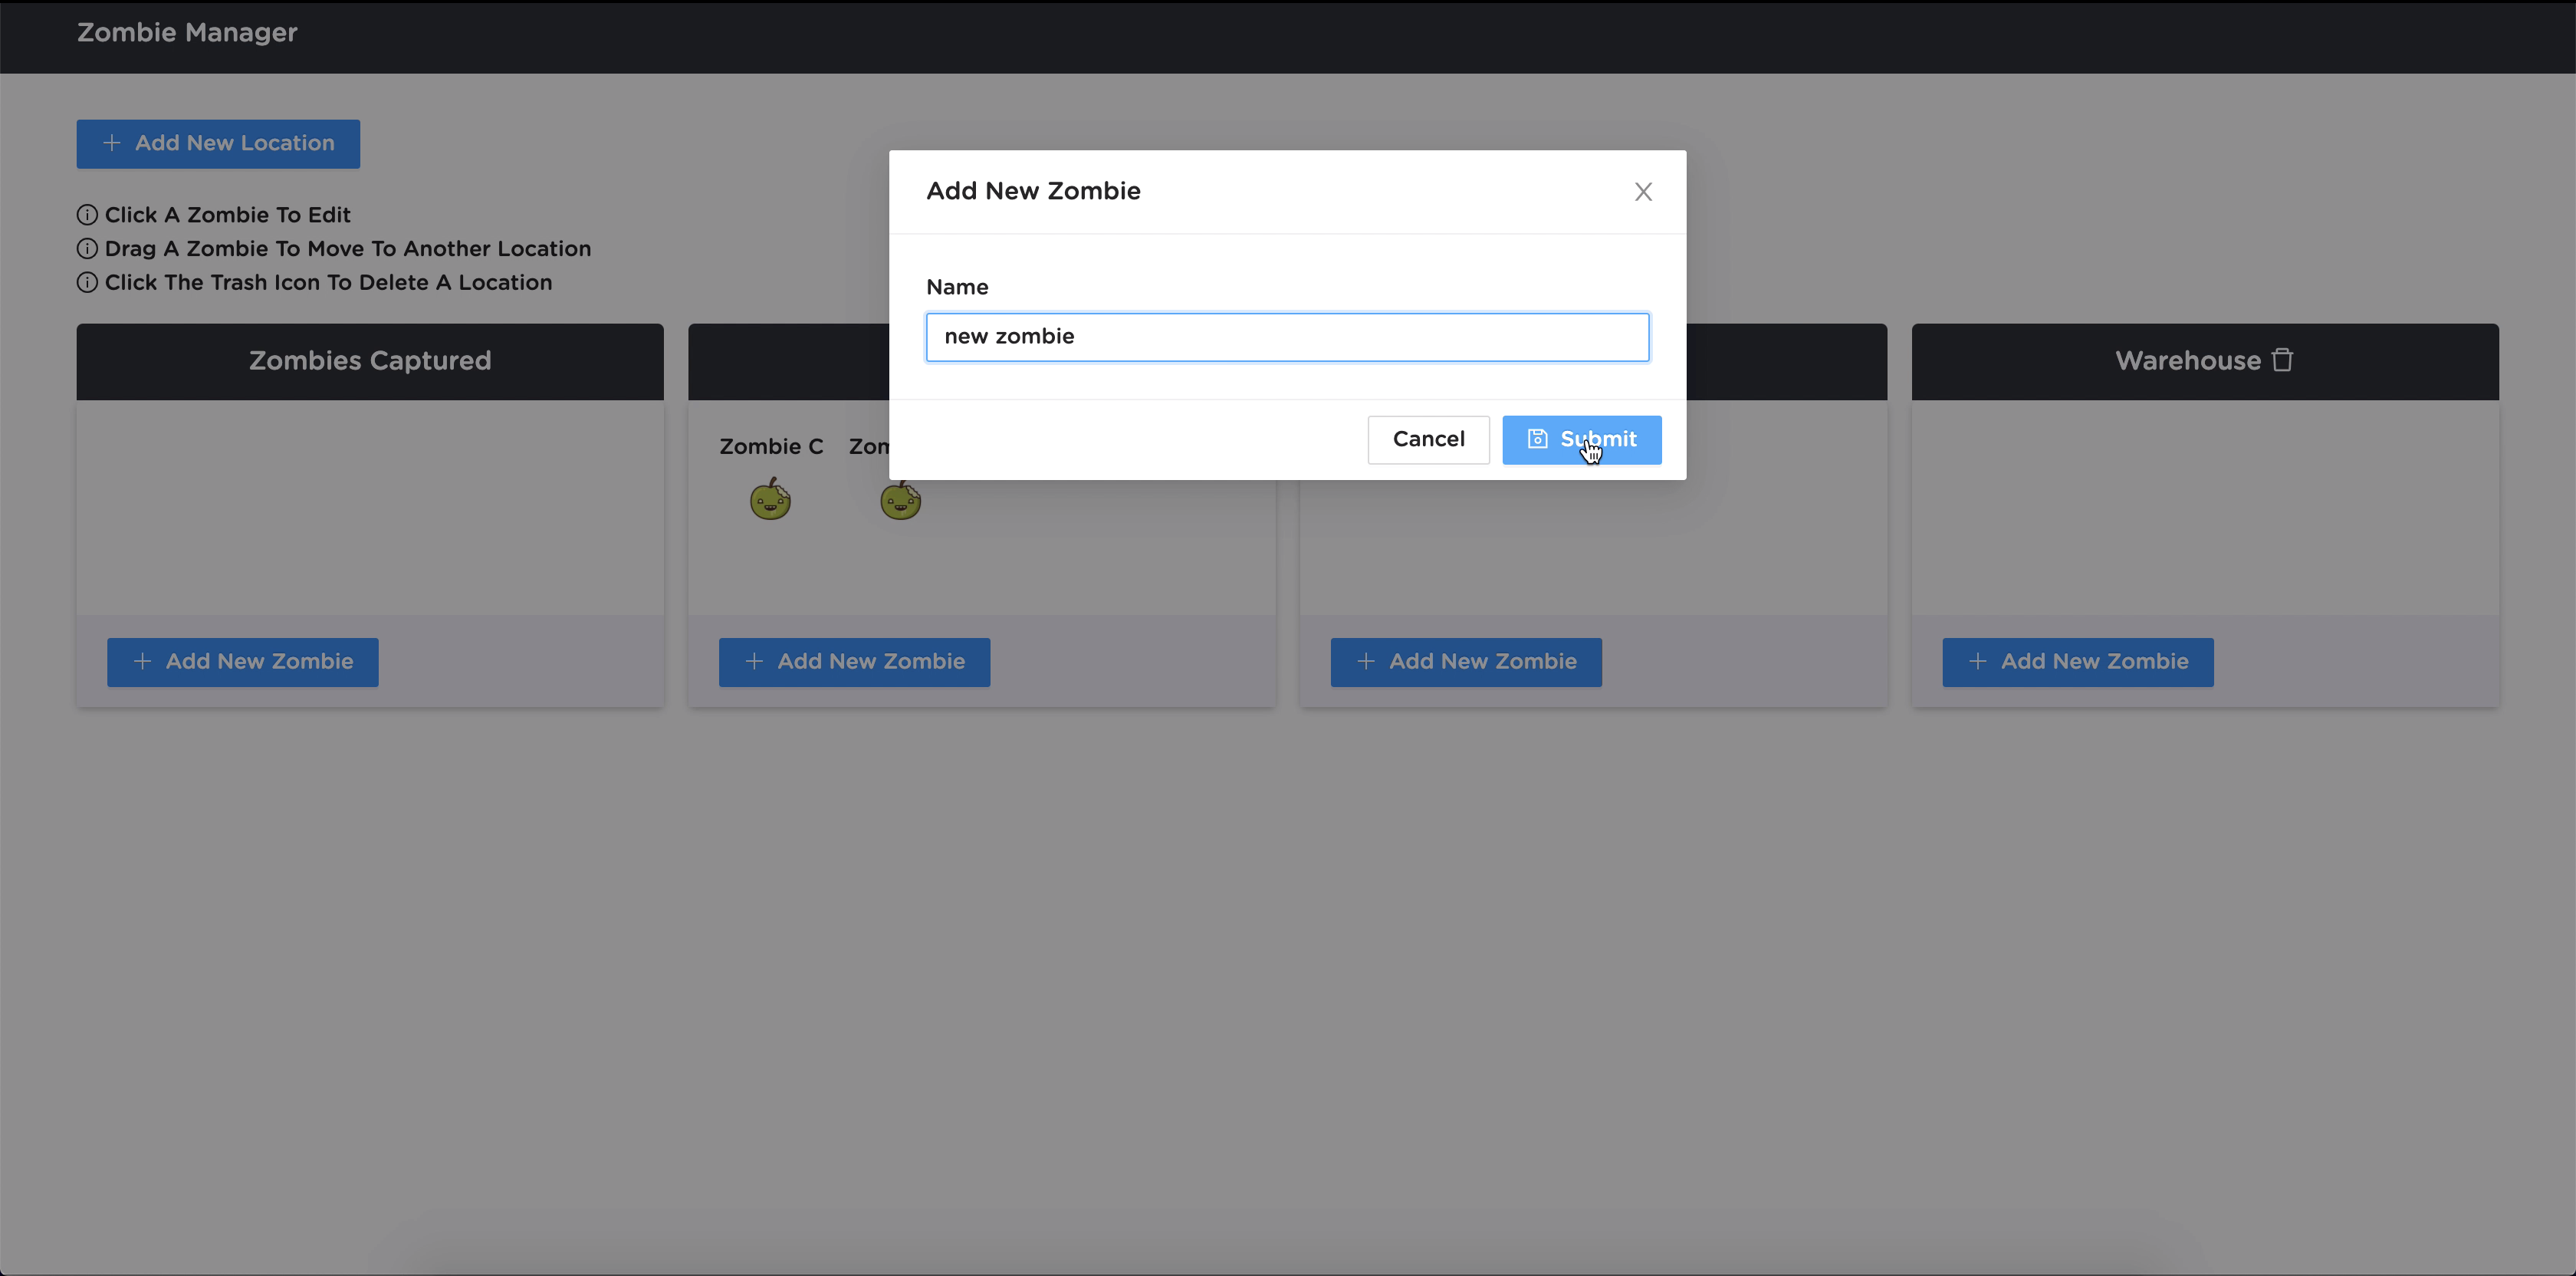 Zombie Manager
Add New Location
Click A Zombie To Edit
Drag A Zombie To Move To Another Location
Click The Trash Icon To Delete A Location
Add New Zombie
Name
new zombie
Cancel
Submit
Zombies Captured
Warehouse
Zombie C
Add New Zombie
Add New Zombie
Add New Zombie
Add New Zombie